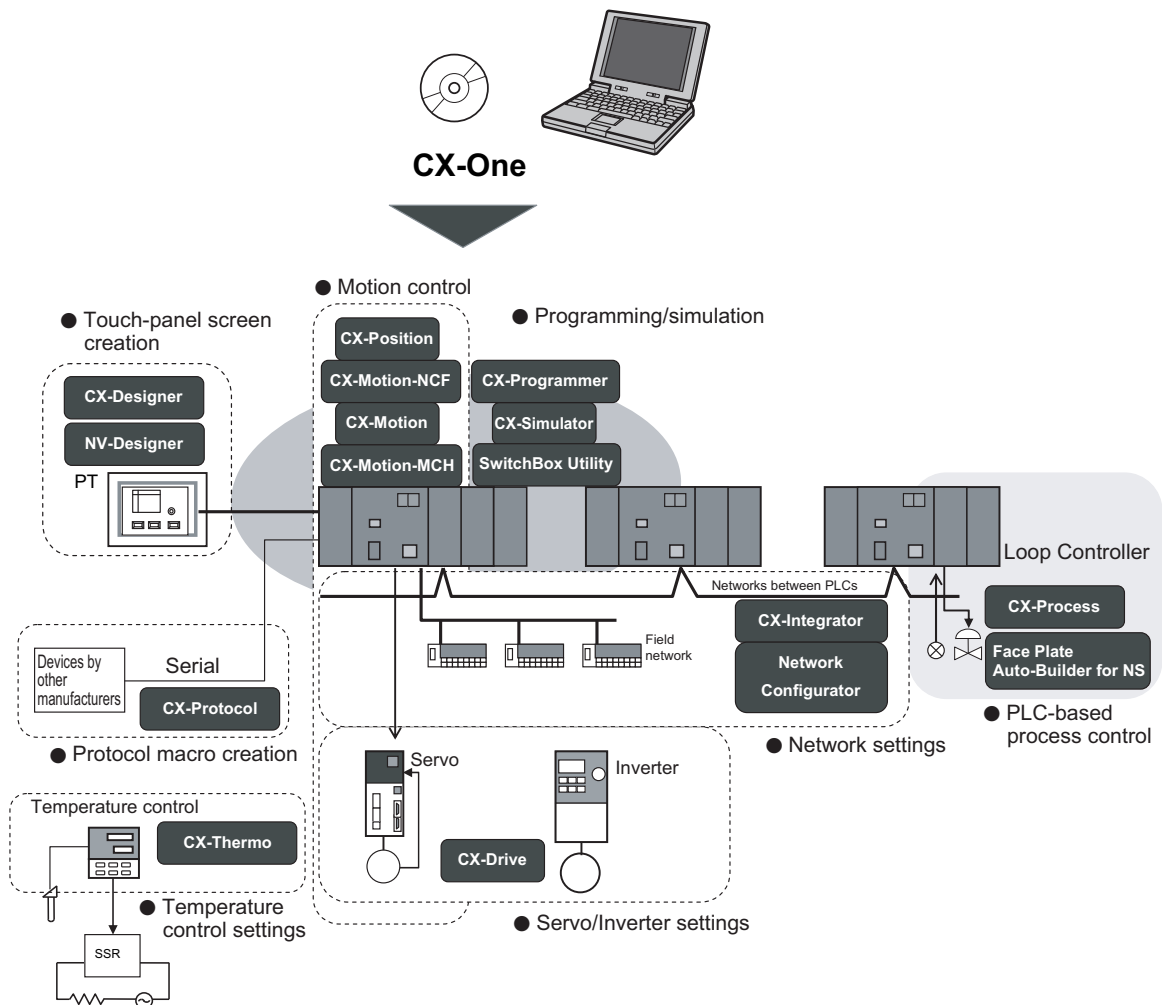 CX-One
● Motion control
● Touch-panel screen
creation
● Programming/simulation
CX-Position
CX-Motion-NCF
CX-Motion
CX-Motion-MCH
CX-Programmer
CX-Simulator
SwitchBox Utility
CX-Designer
NV-Designer
PT
Loop Controller
Networks between PLCs
CX-Process
Face Plate
Auto-Builder for NS
CX-Integrator
Network
Configurator
Field
network
● PLC-based
process control
Devices by
other
manufacturers
Serial
CX-Protocol
● Protocol macro creation
● Network settings
Servo
Inverter
Temperature control
CX-Thermo
CX-Drive
● Temperature
control settings
● Servo/Inverter settings
SSR